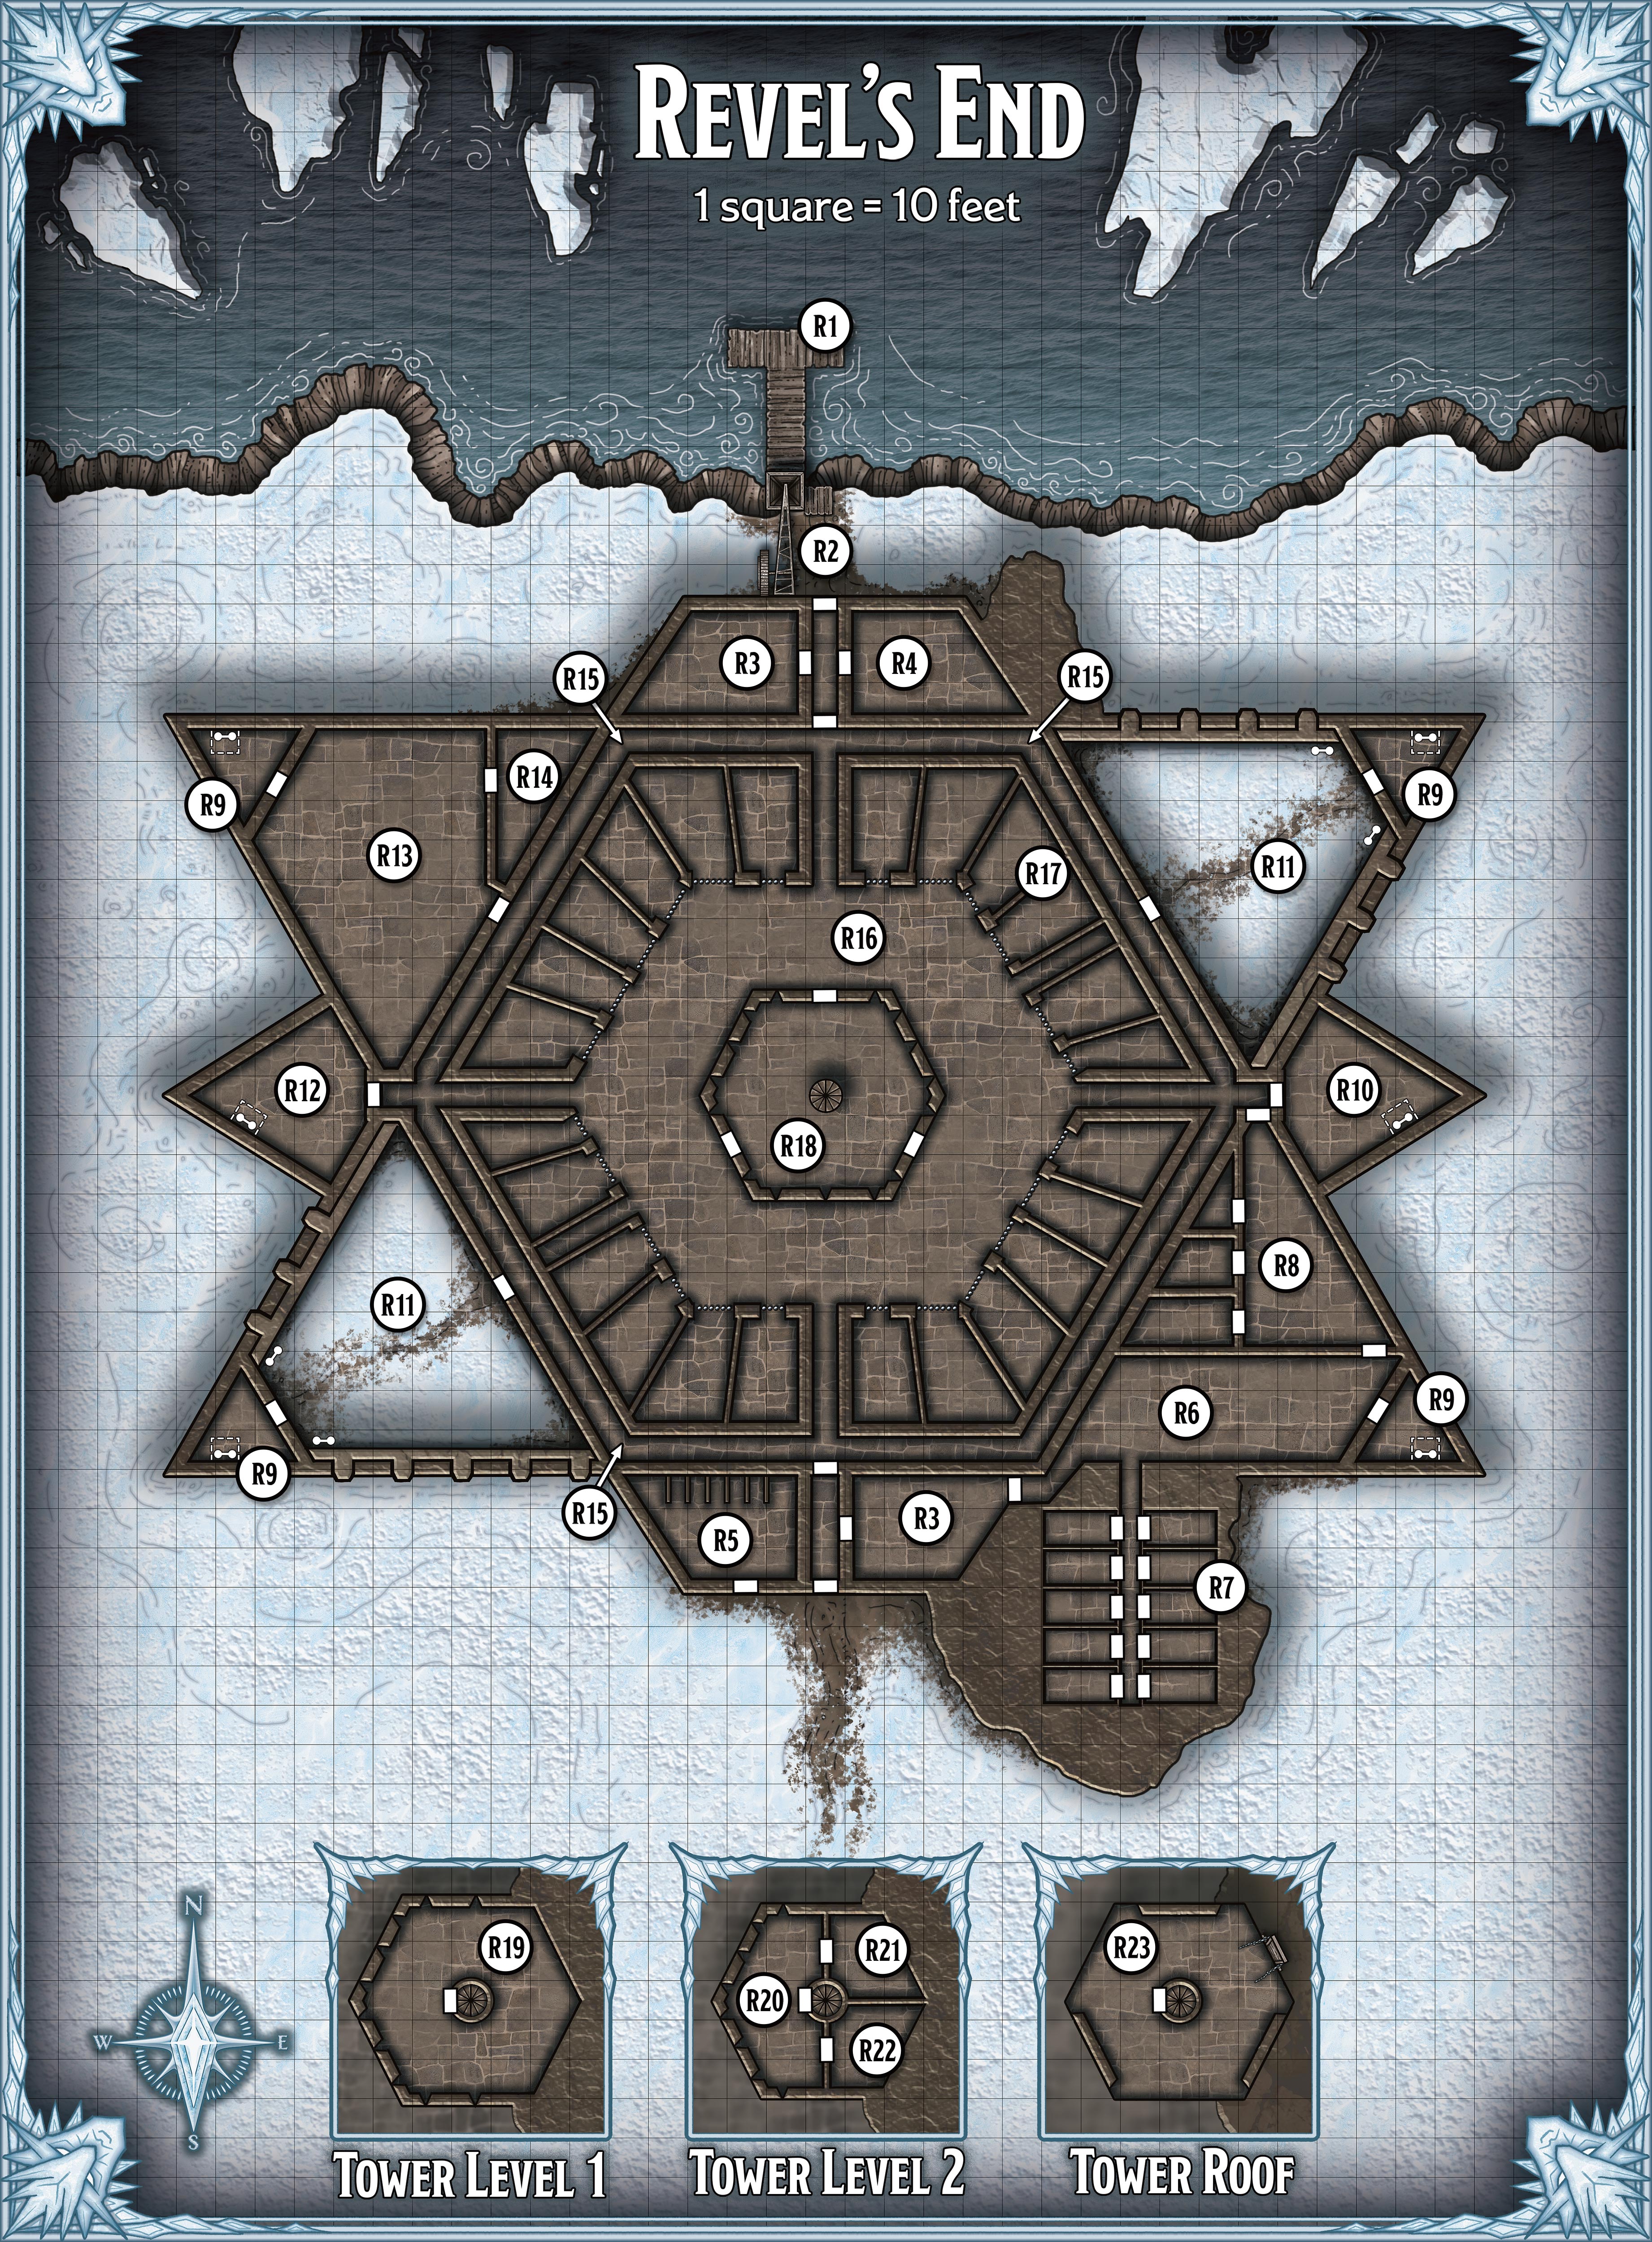 REVEL'S END
1 square = 10 feet
R1
R2
R3
R4
R15
R15
R14
R9
R9
R13
R11
R17
R16
R12
R10
R18
R8
R11
R6
R9
R9
R15
R3
R5
R7
N
W
E
S
R19
R21
R20
R22
R23
TOWER LEVEL 1
TOWER LEVEL 2
TOWER ROOF